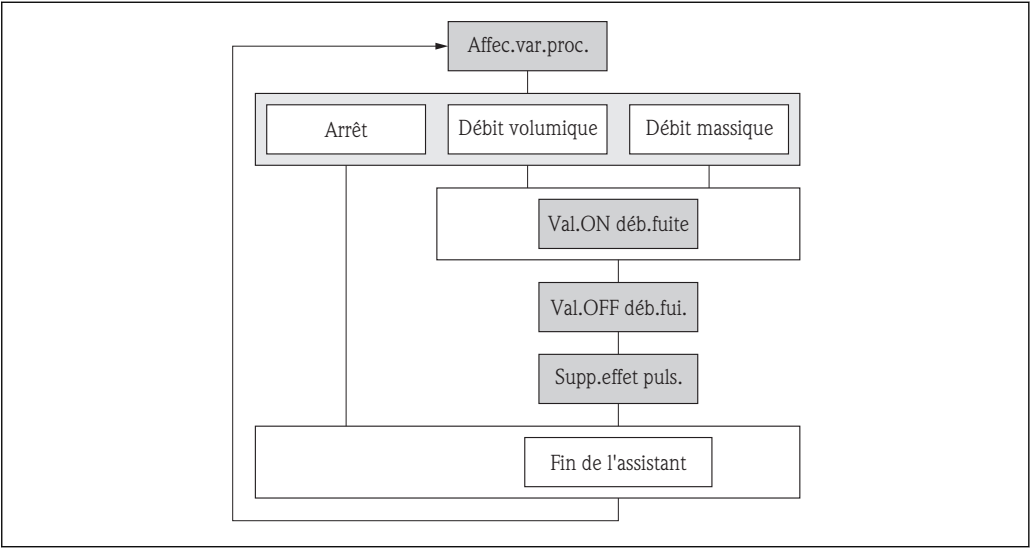 Affec.var.proc.
Arrêt
Débit volumique
Débit massique
Val.ON déb.fuite
Val.OFF déb.fui.
Supp.effet puls.
Fin de l'assistant